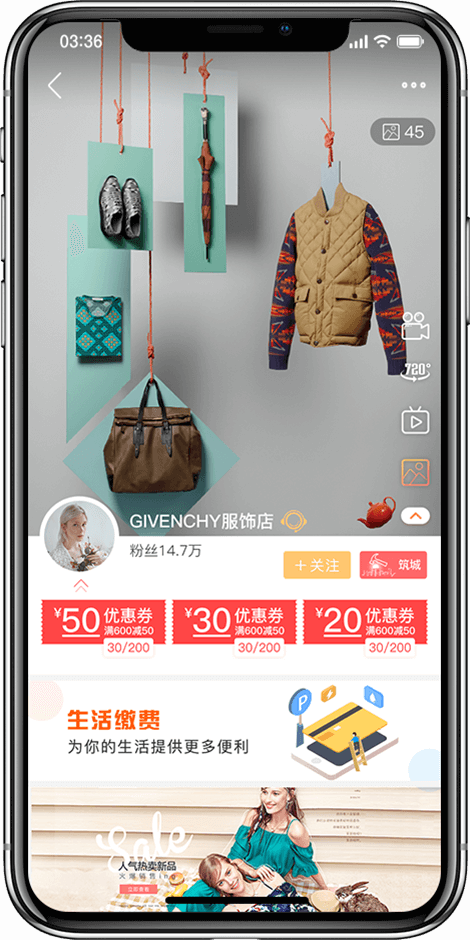 03:36
45
720°
GIVENCHY服饰店
粉丝14.7万
+关注
筑城
¥50 优惠券
满600减50
30/200
¥30 优惠券
满600减50
30/200
¥20 优惠券
满600减50
30/200
生活缴费
为你的生活提供更多便利
P
Sale
人气热卖新品